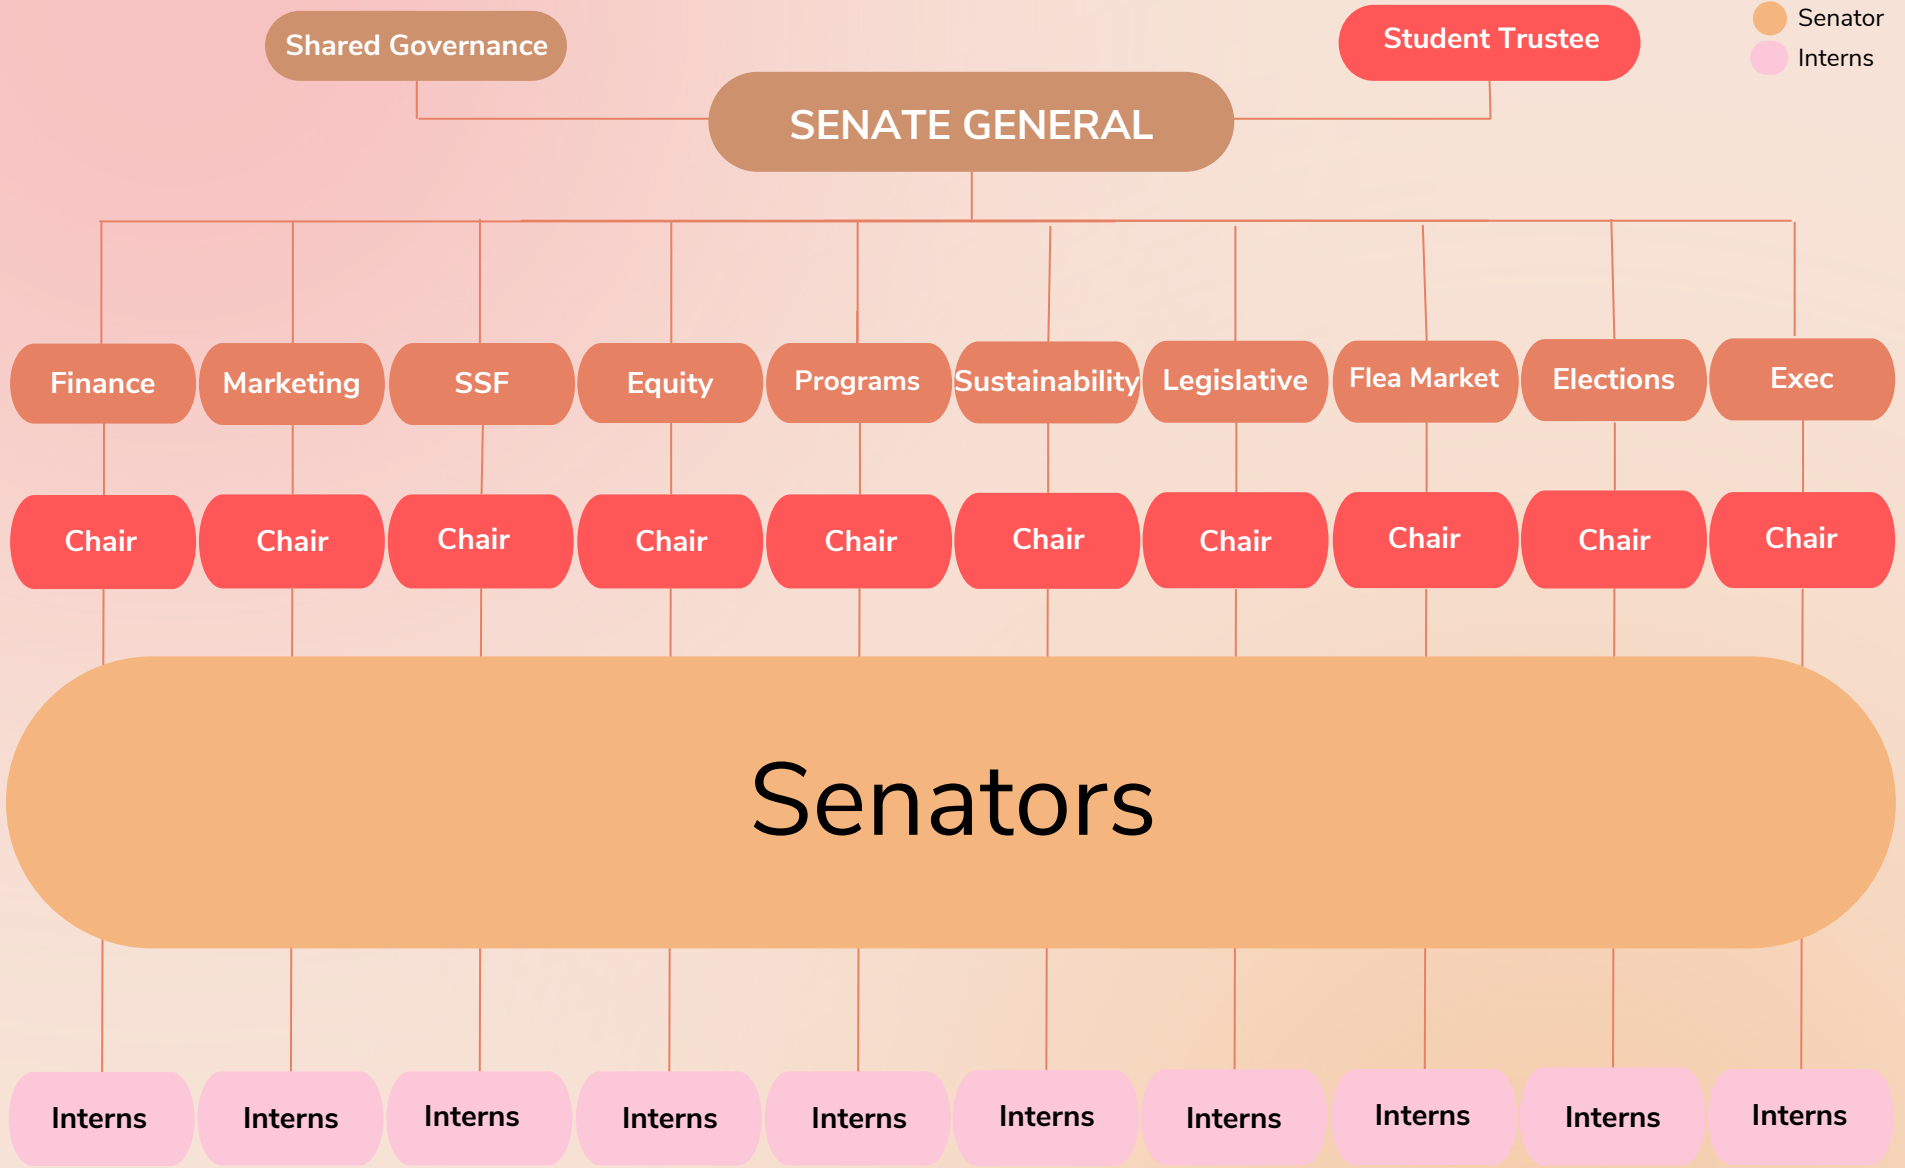 Shared Governance
Student Trustee
Senator
Interns
SENATE GENERAL
Finance
Marketing
SSF
Equity
Programs
Sustainability
Legislative
Flea Market
Elections
Exec
Chair
Chair
Chair
Chair
Chair
Chair
Chair
Chair
Chair
Chair
Senators
Interns
Interns
Interns
Interns
Interns
Interns
Interns
Interns
Interns
Interns